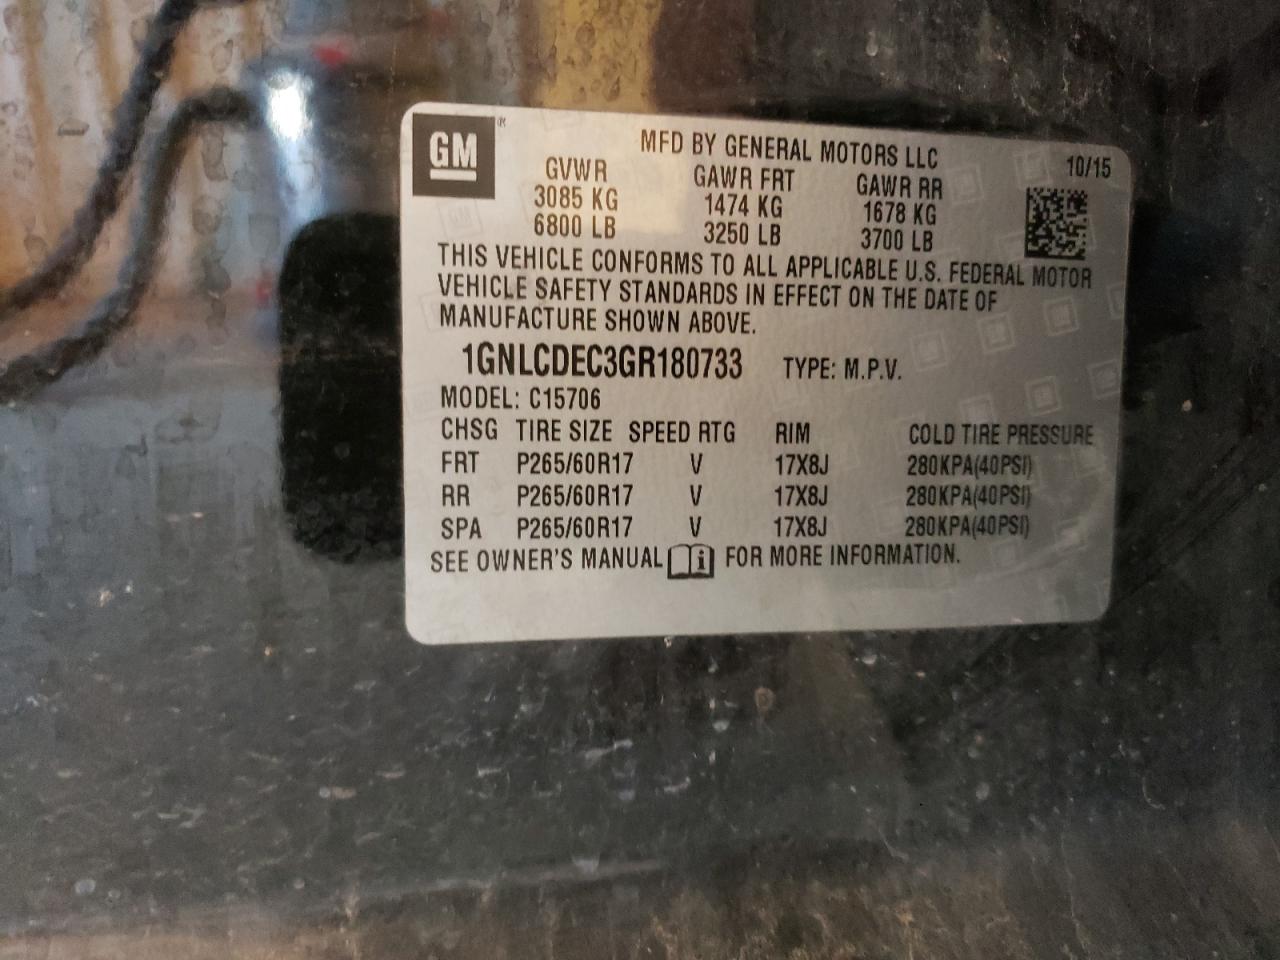 GM
MFD BY GENERAL MOTORS LLC 10/15
GVWR GAWR FRT GAWR RR
3085 KG 1474 KG 1678 KG
6800 LB 3250 LB 3700 LB
THIS VEHICLE CONFORMS TO ALL APPLICABLE U.S. FEDERAL MOTOR
VEHICLE SAFETY STANDARDS IN EFFECT ON THE DATE OF
MANUFACTURE SHOWN ABOVE.
1GNLCDEC3GR180733 TYPE: M.P.V.
MODEL: C15706
CHSG TIRE SIZE SPEED RTG RIM COLD TIRE PRESSURE
FRT P265/60R17 V 17X8J 280KPA(40PSI)
RR P265/60R17 V 17X8J 280KPA(40PSI)
SPA P265/60R17 V 17X8J 280KPA(40PSI)
SEE OWNER'S MANUAL i FOR MORE INFORMATION.